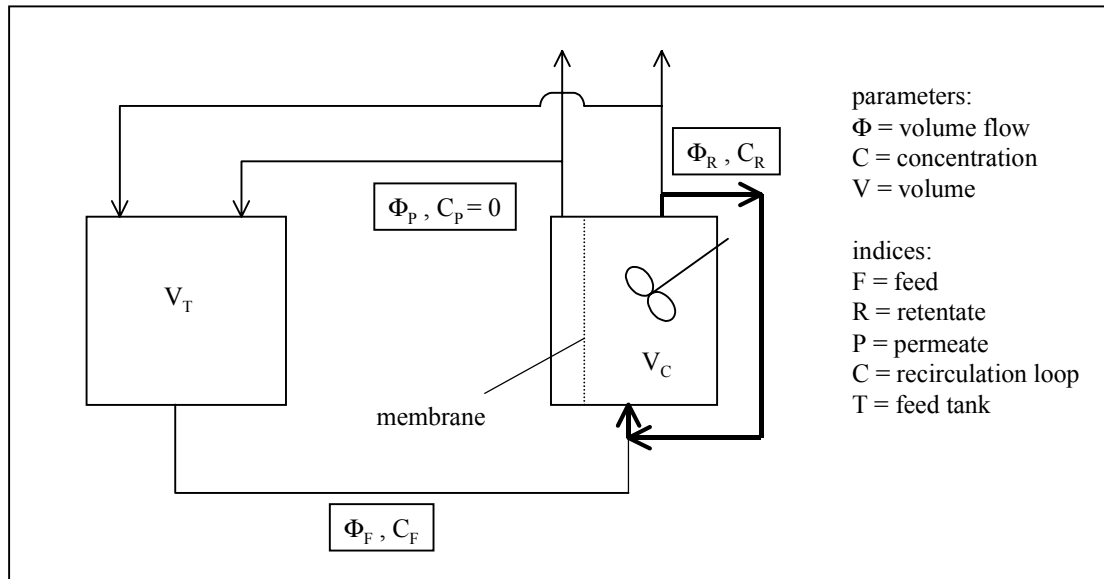 parameters:
Φ = volume flow
C = concentration
V = volume
Φ_R , C_R
Φ_P , C_P = 0
indices:
F = feed
R = retentate
P = permeate
C = recirculation loop
T = feed tank
V_T
V_C
membrane
Φ_F , C_F